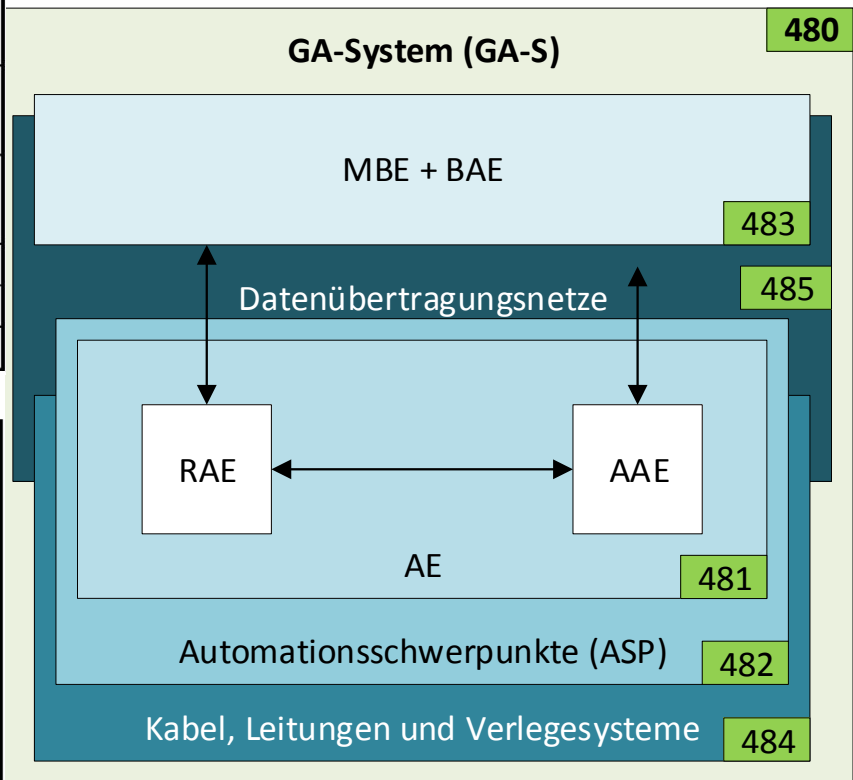 480
GA-System (GA-S)
MBE + BAE
483
485
Datenübertragungsnetze
RAE
AAE
AE
481
Automationsschwerpunkte (ASP)
482
Kabel, Leitungen und Verlegesysteme
484